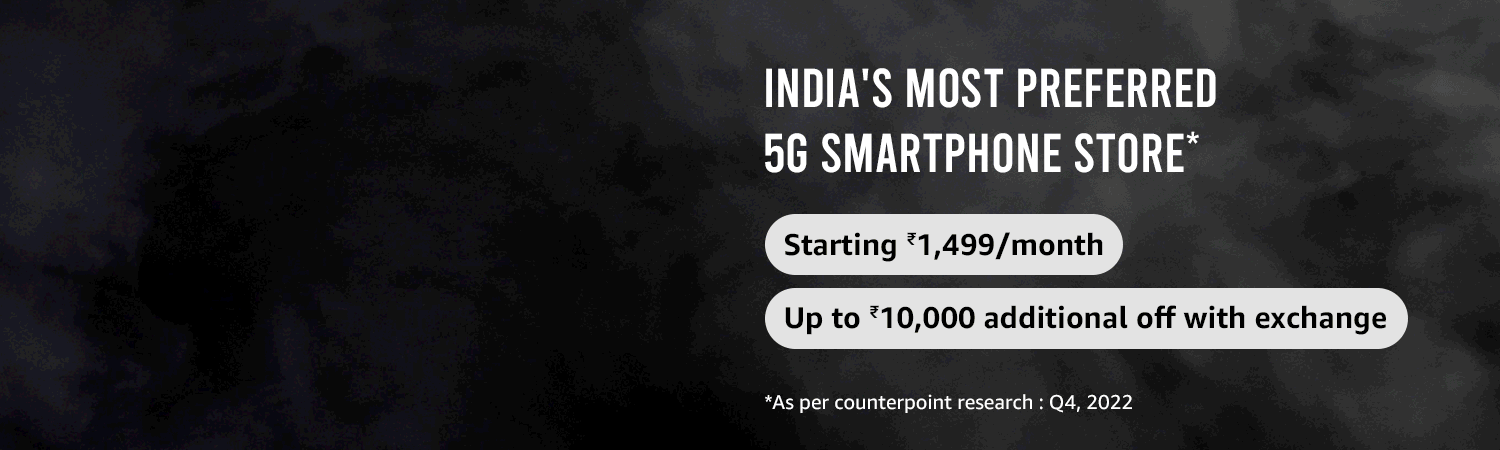 INDIA'S MOST PREFERRED
5G SMARTPHONE STORE*
Starting ₹1,499/month
Up to ₹10,000 additional off with exchange
*As per counterpoint research : Q4, 2022